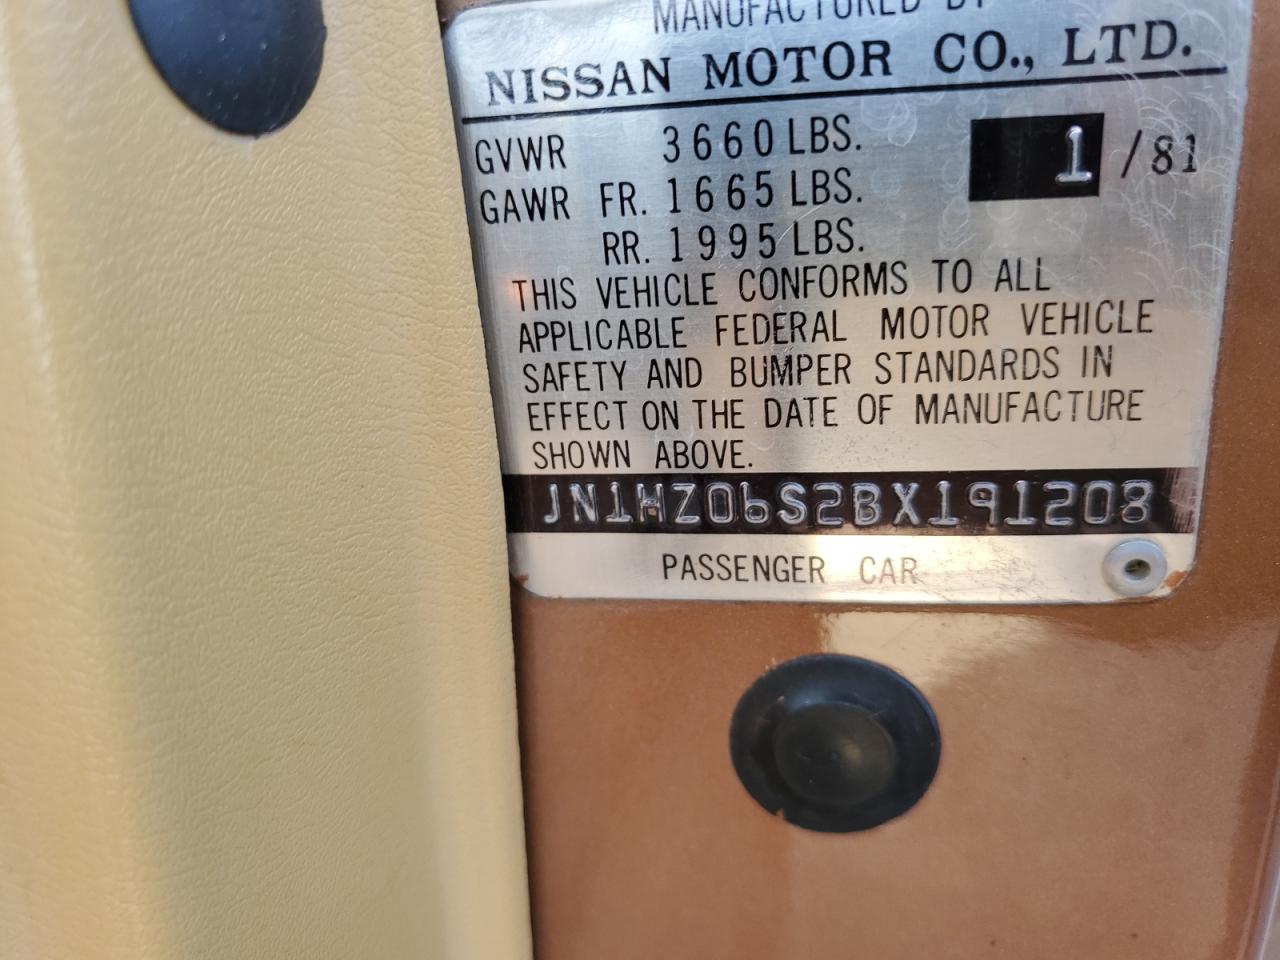 MANUFACTURED BY
NISSAN MOTOR CO., LTD.
GVWR 3660 LBS. 1 /81
GAWR FR. 1665 LBS.
RR. 1995 LBS.
THIS VEHICLE CONFORMS TO ALL
APPLICABLE FEDERAL MOTOR VEHICLE
SAFETY AND BUMPER STANDARDS IN
EFFECT ON THE DATE OF MANUFACTURE
SHOWN ABOVE.
JN1HZ06S2BX191208
PASSENGER CAR